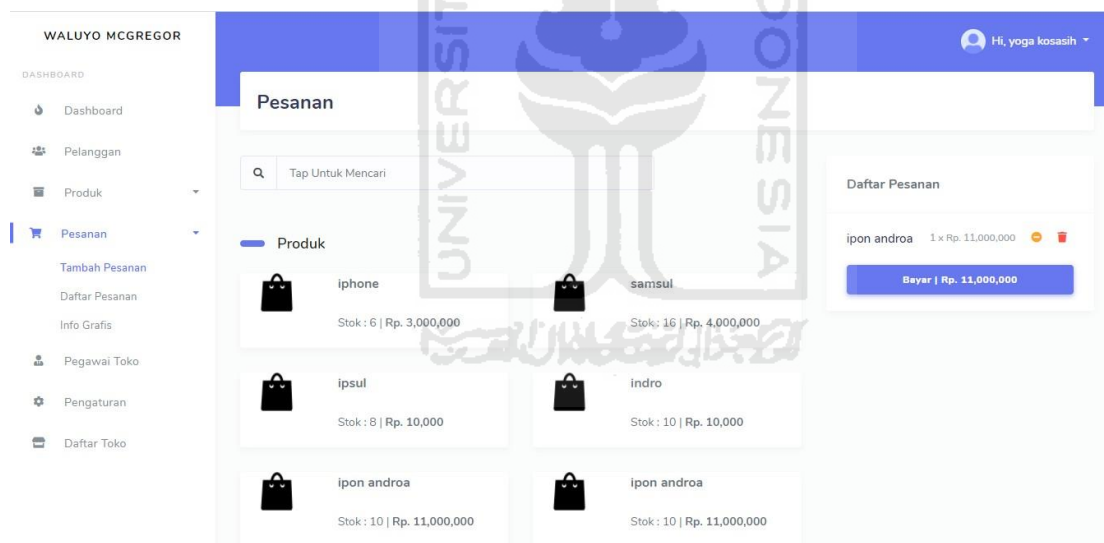 WALUYO MCGREGOR
Hi, yoga kosasih
DASHBOARD
Dashboard
Pelanggan
Produk
Pesanan
Tambah Pesanan
Daftar Pesanan
Info Grafis
Pegawai Toko
Pengaturan
Daftar Toko
Pesanan
Tap Untuk Mencari
Produk
iphone
Stok : 6 | Rp. 3,000,000
samsul
Stok : 16 | Rp. 4,000,000
ipsul
Stok : 8 | Rp. 10,000
indro
Stok : 10 | Rp. 10,000
ipon androa
Stok : 10 | Rp. 11,000,000
ipon androa
Stok : 10 | Rp. 11,000,000
Daftar Pesanan
ipon androa 1 x Rp. 11,000,000
Bayar | Rp. 11,000,000